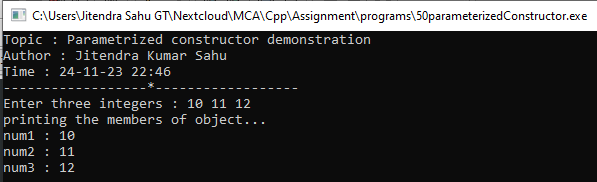 C:\Users\Jitendra Sahu GT\Nextcloud\MCA\Cpp\Assignment\programs\50parameterizedConstructor.exe
Topic : Parametrized constructor demonstration
Author : Jitendra Kumar Sahu
Time : 24-11-23 22:46
------------------*------------------
Enter three integers : 10 11 12
printing the members of object...
num1 : 10
num2 : 11
num3 : 12